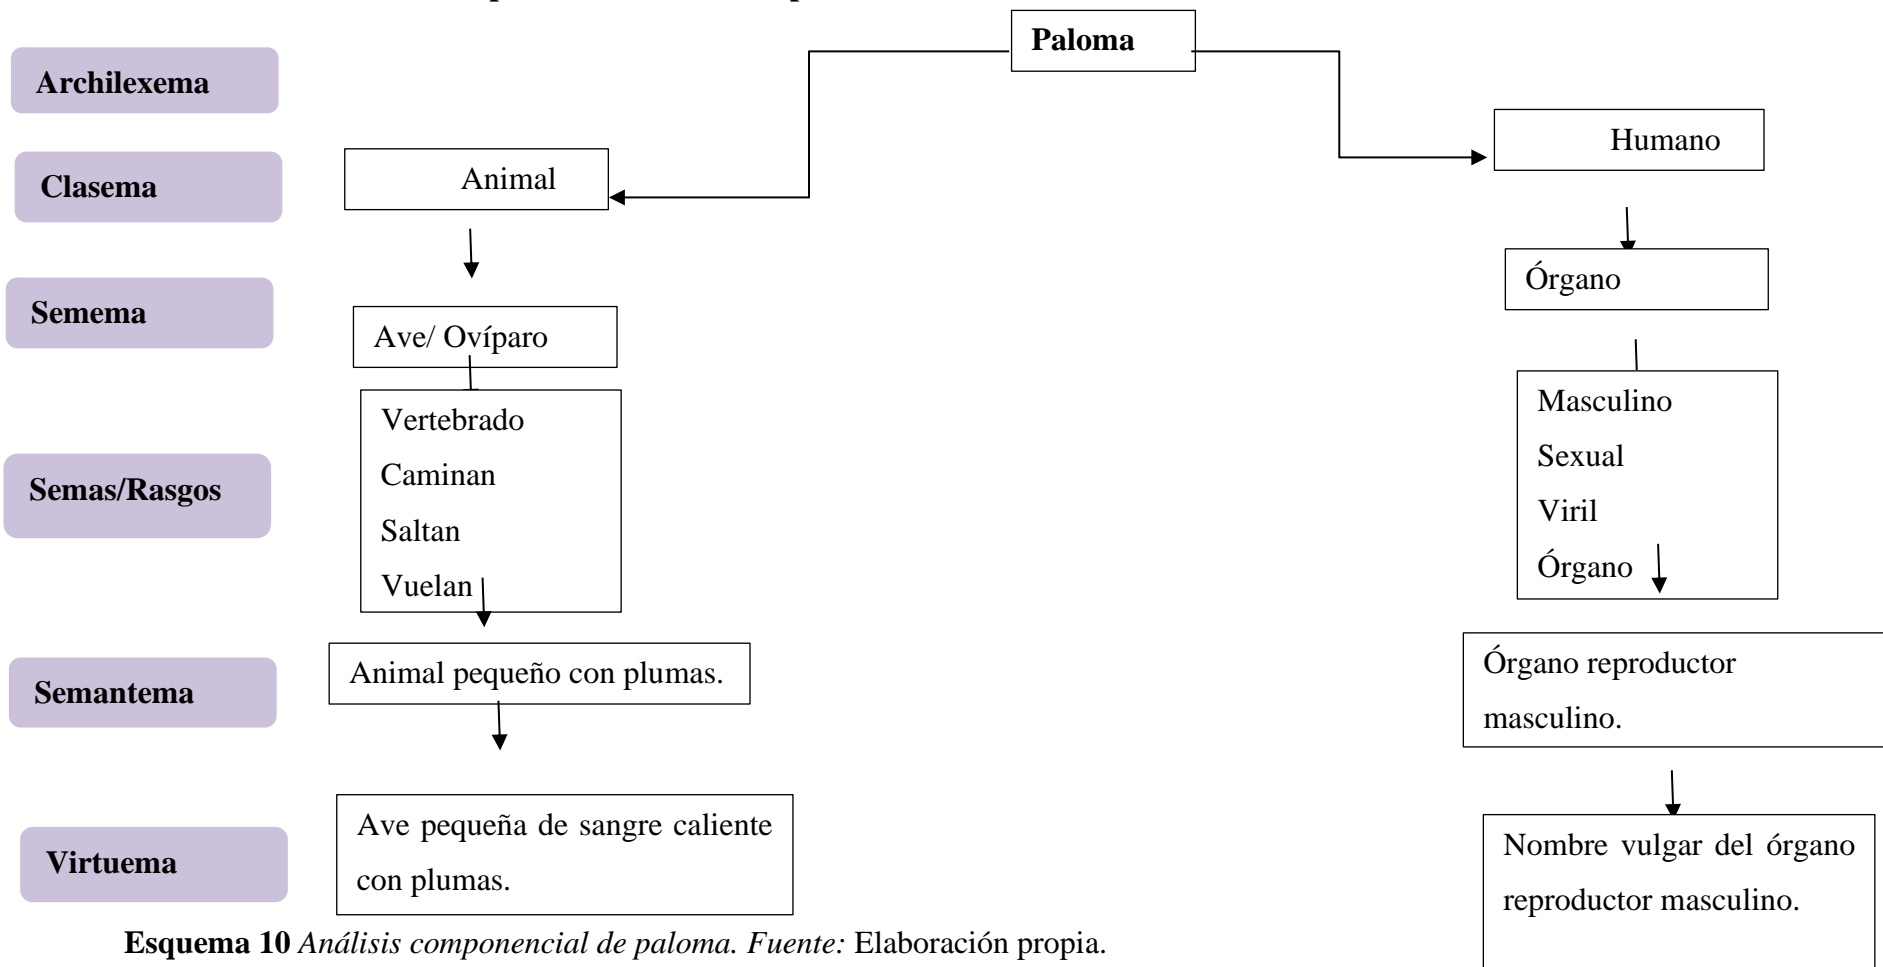 Paloma
Archilexema
Humano
Clasema
Animal
Órgano
Semema
Ave/ Ovíparo
Masculino
Sexual
Viril
Órgano
Semas/Rasgos
Vertebrado
Caminan
Saltan
Vuelan
Semantema
Animal pequeño con plumas.
Órgano reproductor
masculino.
Virtuema
Ave pequeña de sangre caliente
con plumas.
Nombre vulgar del órgano
reproductor masculino.
Esquema 10 Análisis componencial de paloma. Fuente: Elaboración propia.